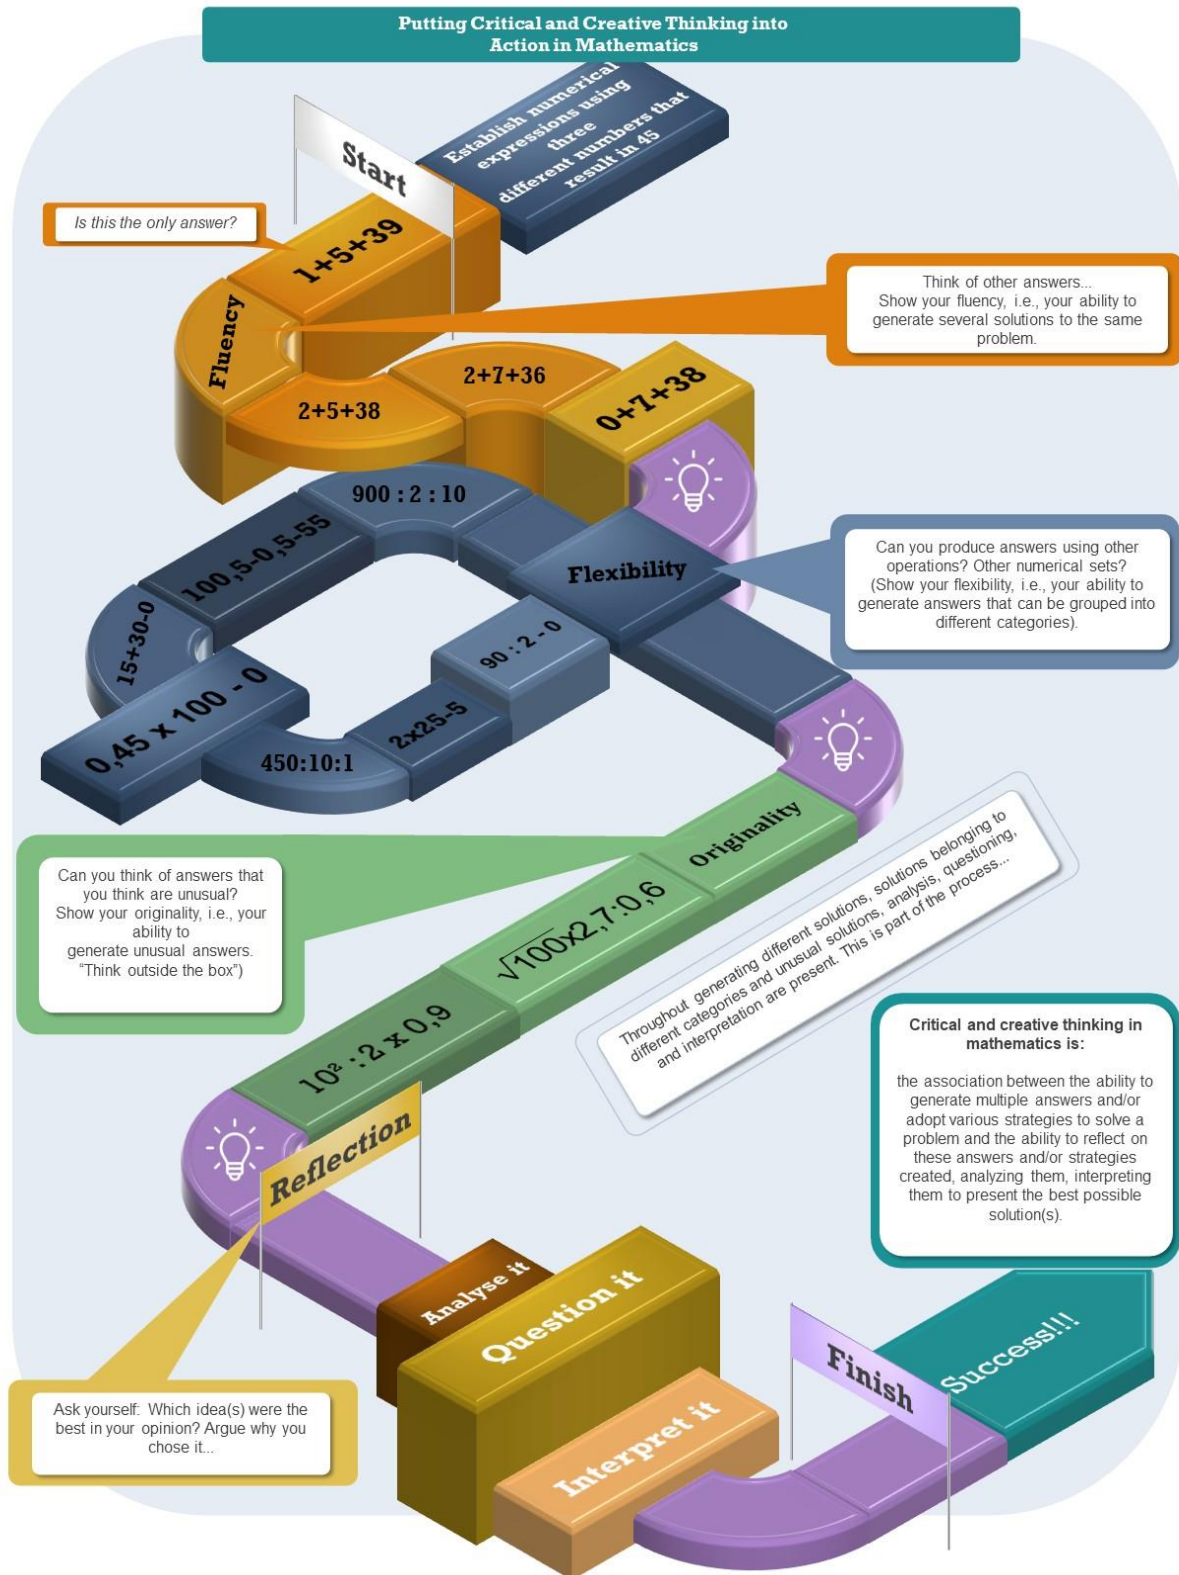 Putting Critical and Creative Thinking into
Action in Mathematics
Establish numerical
expressions using
three
different numbers that
result in 45
Start
Is this the only answer?
1+5+39
Fluency
Think of other answers...
Show your fluency, i.e., your ability to
generate several solutions to the same
problem.
2+5+38
2+7+36
0+7+38
Flexibility
Can you produce answers using other
operations? Other numerical sets?
(Show your flexibility, i.e., your ability to
generate answers that can be grouped into
different categories).
900 : 2 : 10
100,5-0,5-55
15+30-0
0,45 x 100 - 0
450:10:1
2x25-5
90 : 2 - 0
Originality
Can you think of answers that
you think are unusual?
Show your originality, i.e., your
ability to
generate unusual answers.
“Think outside the box”)
√100x2,7:0,6
10² : 2 x 0,9
Throughout generating different solutions, solutions belonging to
different categories and unusual solutions, analysis, questioning,
and interpretation are present. This is part of the process...
Critical and creative thinking in
mathematics is:
the association between the ability to
generate multiple answers and/or
adopt various strategies to solve a
problem and the ability to reflect on
these answers and/or strategies
created, analyzing them, interpreting
them to present the best possible
solution(s).
Reflection
Ask yourself: Which idea(s) were the
best in your opinion? Argue why you
chose it...
Analyse it
Question it
Interpret it
Finish
Success!!!